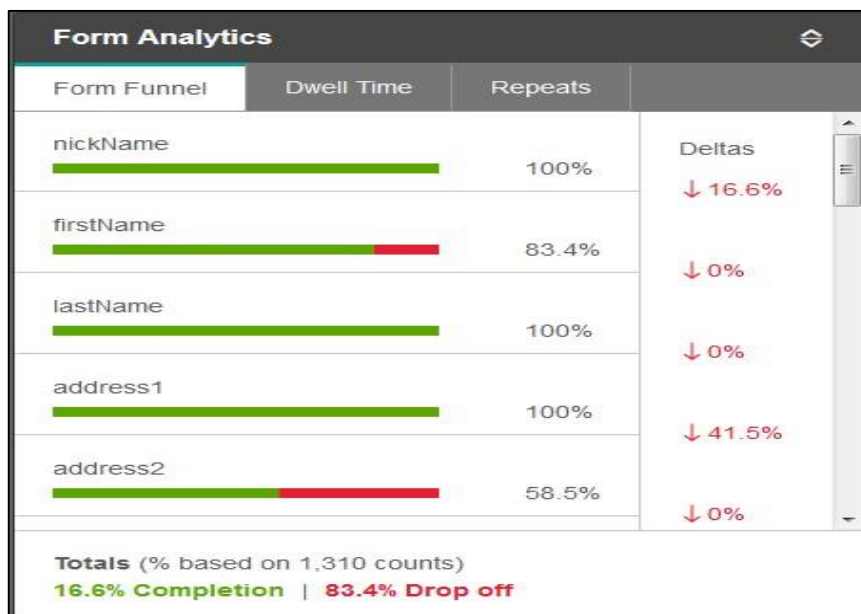 Form Analytics
Form Funnel Dwell Time Repeats
nickName
100%
Deltas
↓ 16.6%
firstName
83.4%
↓ 0%
lastName
100%
↓ 0%
address1
100%
↓ 41.5%
address2
58.5%
↓ 0%
Totals (% based on 1,310 counts)
16.6% Completion | 83.4% Drop off